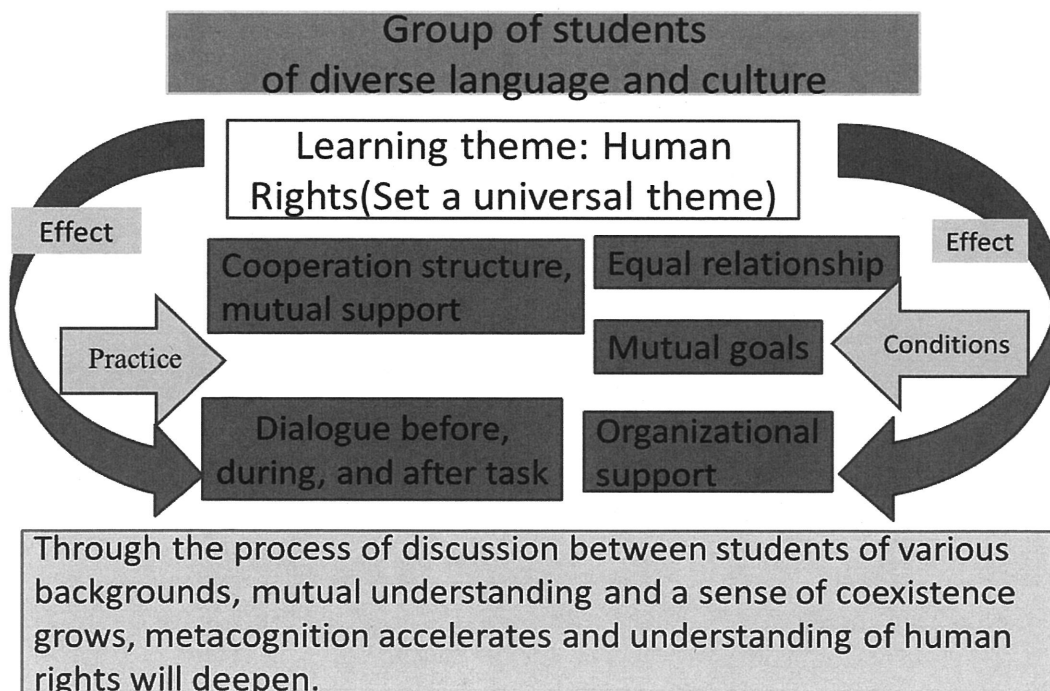 Group of students
of diverse language and culture
Learning theme: Human
Rights(Set a universal theme)
Effect
Effect
Cooperation structure,
mutual support
Equal relationship
Practice
Mutual goals
Conditions
Dialogue before,
during, and after task
Organizational
support
Through the process of discussion between students of various
backgrounds, mutual understanding and a sense of coexistence
grows, metacognition accelerates and understanding of human
rights will deepen.